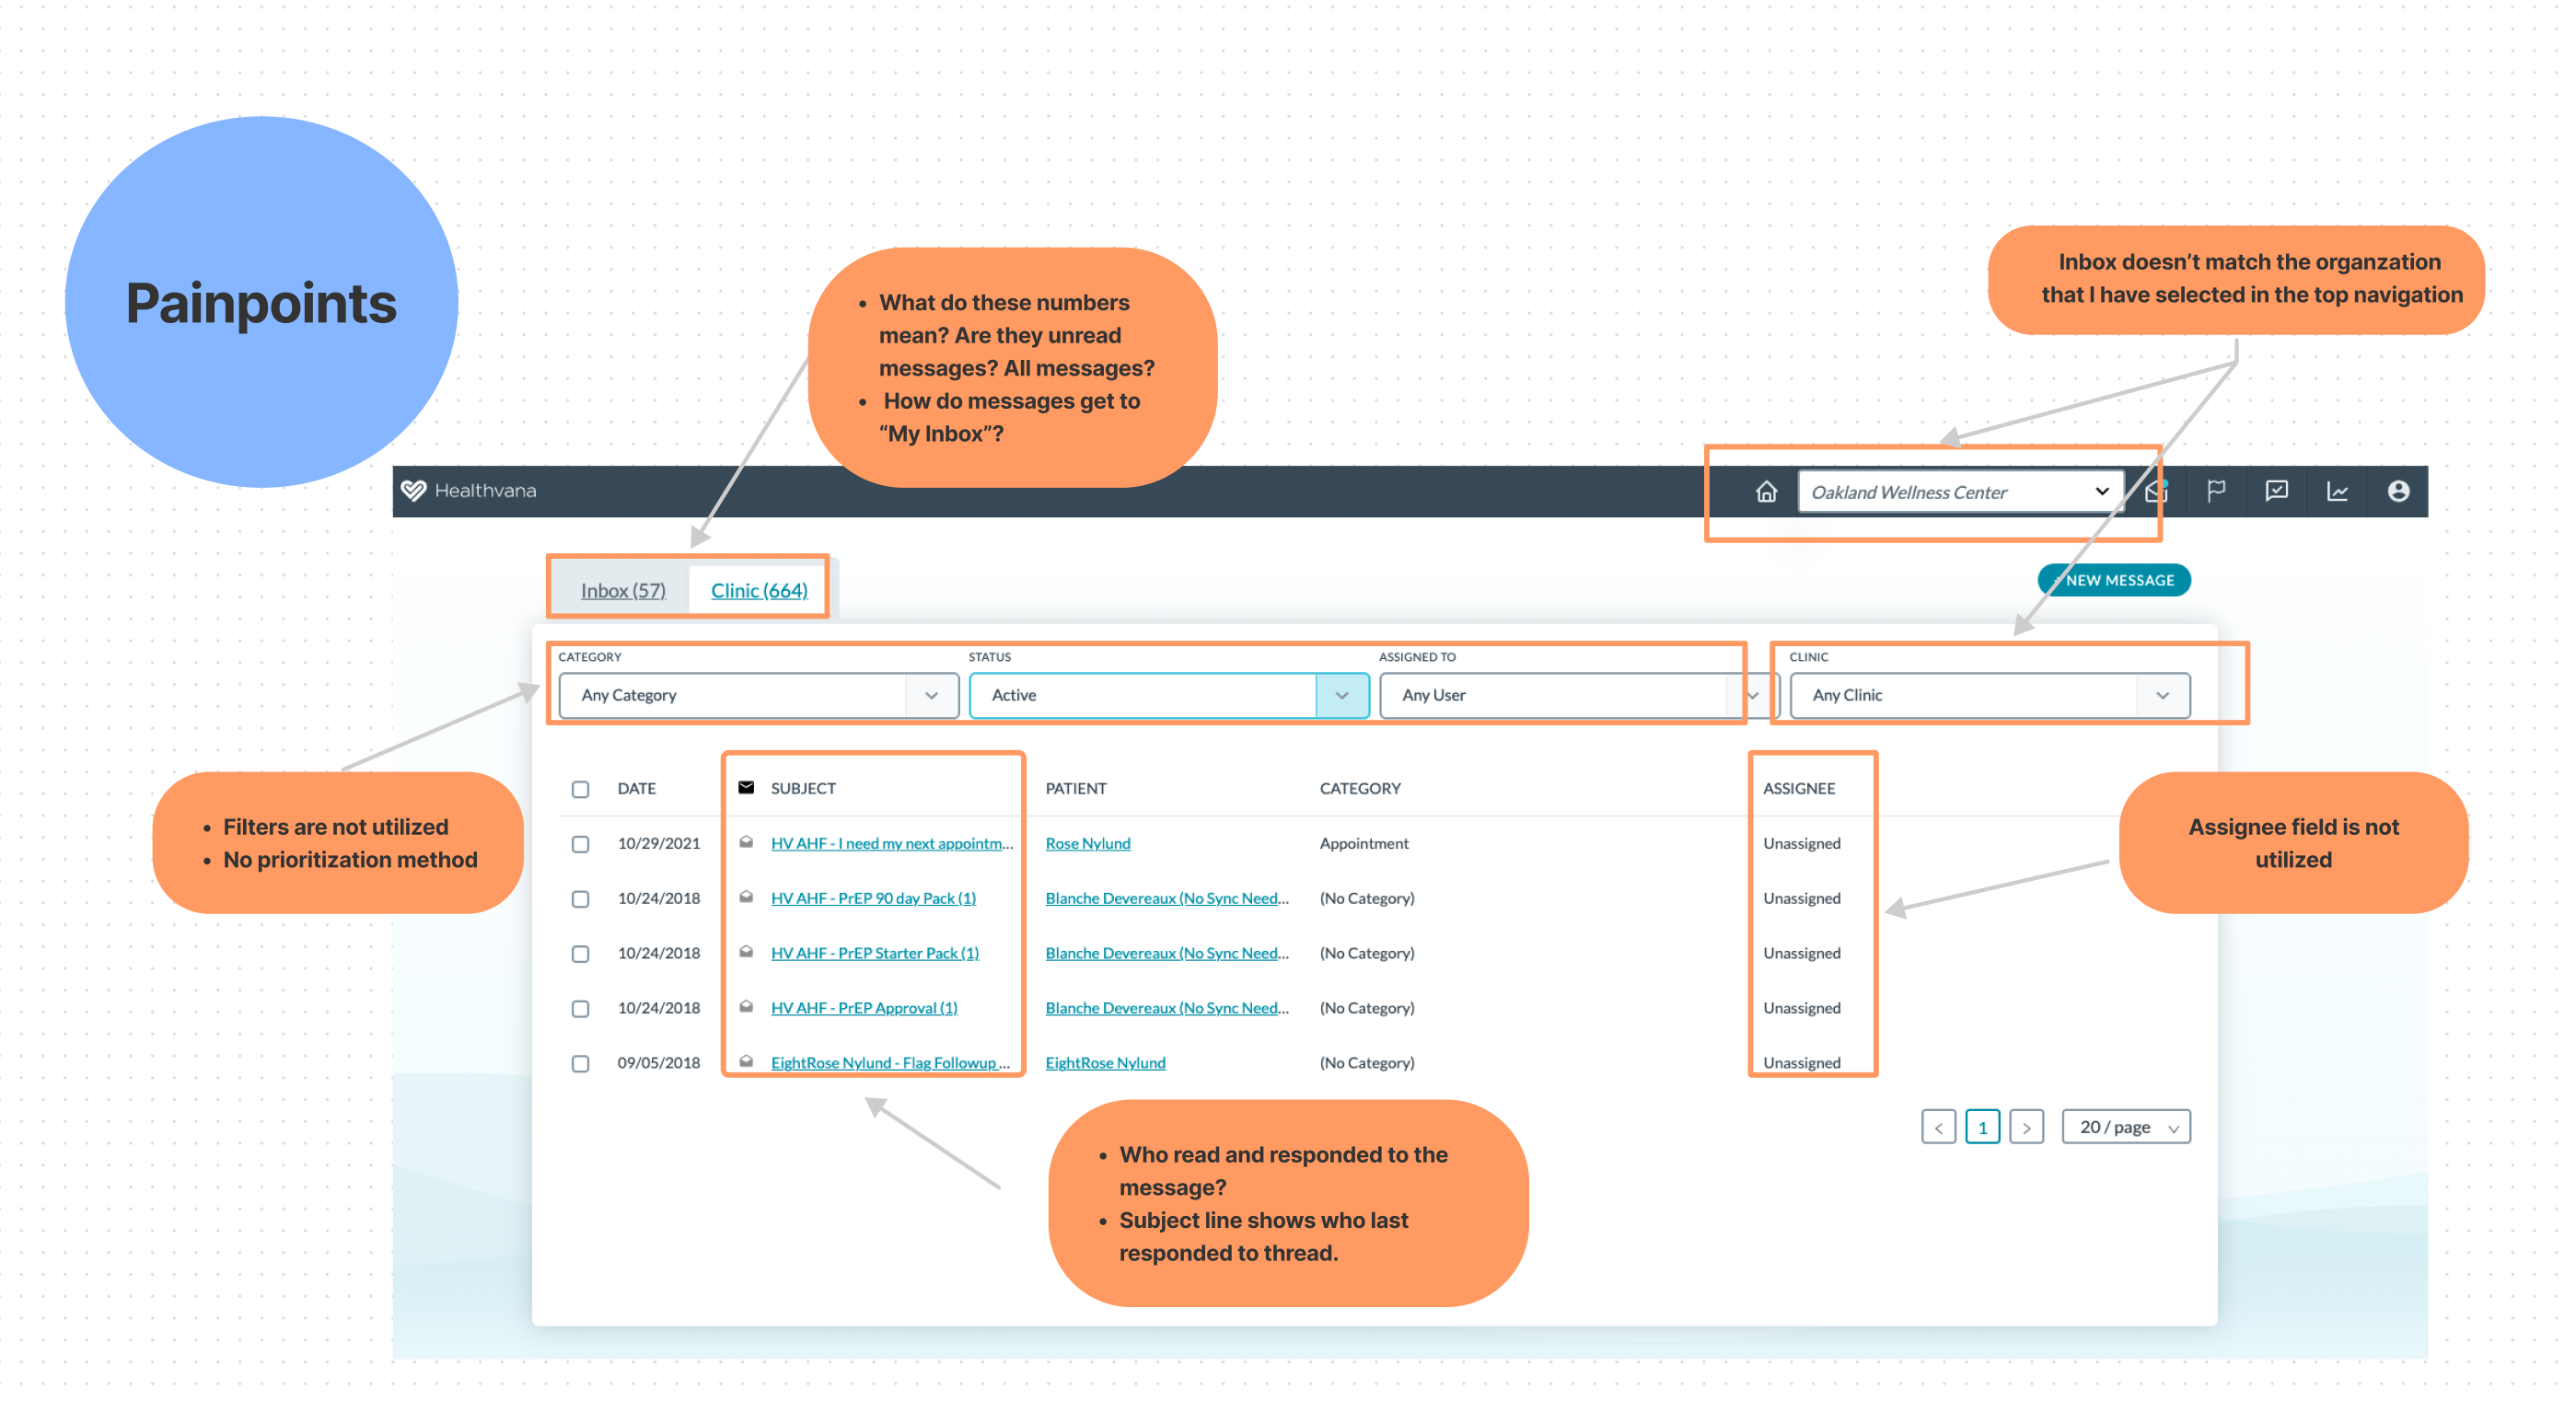 Painpoints
• What do these numbers
mean? Are they unread
messages? All messages?
• How do messages get to
“My Inbox”?
Inbox doesn’t match the organzation
that I have selected in the top navigation
Healthvana
Oakland Wellness Center
Inbox (57)
Clinic (664)
+ NEW MESSAGE
CATEGORY
STATUS
ASSIGNED TO
CLINIC
Any Category
Active
Any User
Any Clinic
• Filters are not utilized
• No prioritization method
DATE SUBJECT PATIENT CATEGORY ASSIGNEE
10/29/2021 HV AHF - I need my next appointm... Rose Nylund Appointment Unassigned
10/24/2018 HV AHF - PrEP 90 day Pack (1) Blanche Devereaux (No Sync Need... (No Category) Unassigned
10/24/2018 HV AHF - PrEP Starter Pack (1) Blanche Devereaux (No Sync Need... (No Category) Unassigned
10/24/2018 HV AHF - PrEP Approval (1) Blanche Devereaux (No Sync Need... (No Category) Unassigned
09/05/2018 EightRose Nylund - Flag Followup ... EightRose Nylund (No Category) Unassigned
Assignee field is not
utilized
< 1 > 20 / page
• Who read and responded to the
message?
• Subject line shows who last
responded to thread.